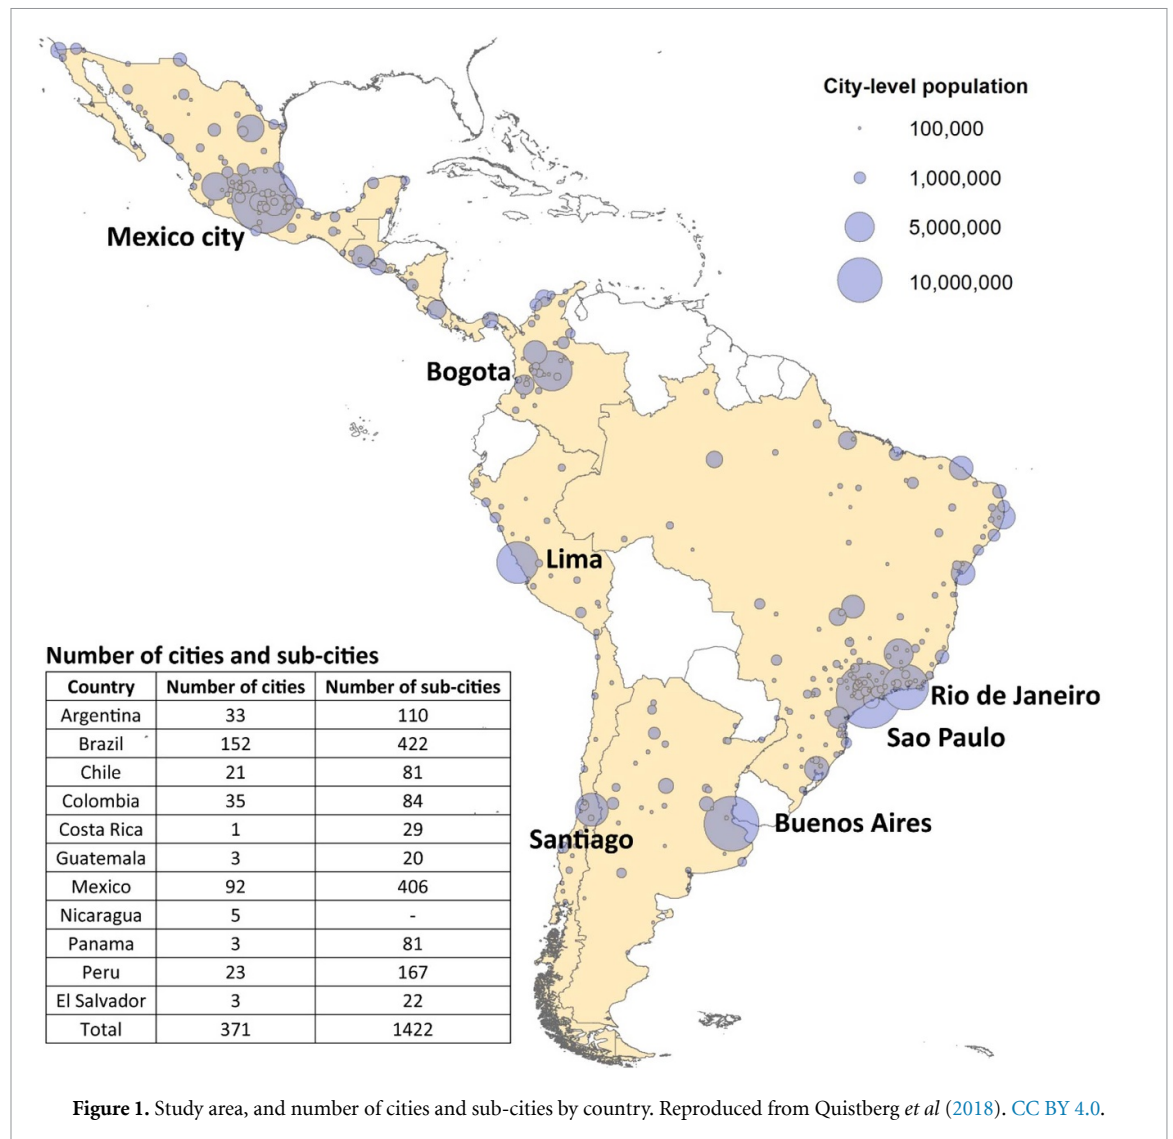 City-level population
100,000
1,000,000
5,000,000
10,000,000
Mexico city
Bogota
Lima
Rio de Janeiro
Sao Paulo
Buenos Aires
Santiago
Number of cities and sub-cities
Country Number of cities Number of sub-cities
Argentina 33 110
Brazil 152 422
Chile 21 81
Colombia 35 84
Costa Rica 1 29
Guatemala 3 20
Mexico 92 406
Nicaragua 5 -
Panama 3 81
Peru 23 167
El Salvador 3 22
Total 371 1422
Figure 1. Study area, and number of cities and sub-cities by country. Reproduced from Quistberg et al (2018). CC BY 4.0.